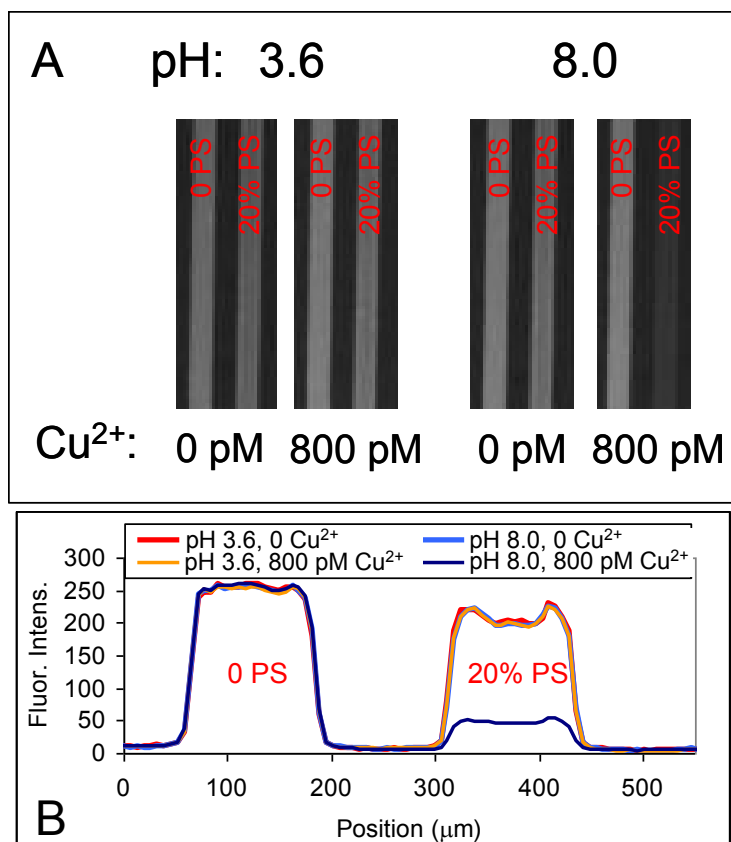 A pH: 3.6 8.0
0 PS 20% PS 0 PS 20% PS 0 PS 20% PS 0 PS 20% PS
Cu²⁺: 0 pM 800 pM 0 pM 800 pM
pH 3.6, 0 Cu²⁺ pH 8.0, 0 Cu²⁺
pH 3.6, 800 pM Cu²⁺ pH 8.0, 800 pM Cu²⁺
Fluor. Intens.
300
250
200
150
100
50
0
0 PS 20% PS
0 100 200 300 400 500
Position (μm)
B